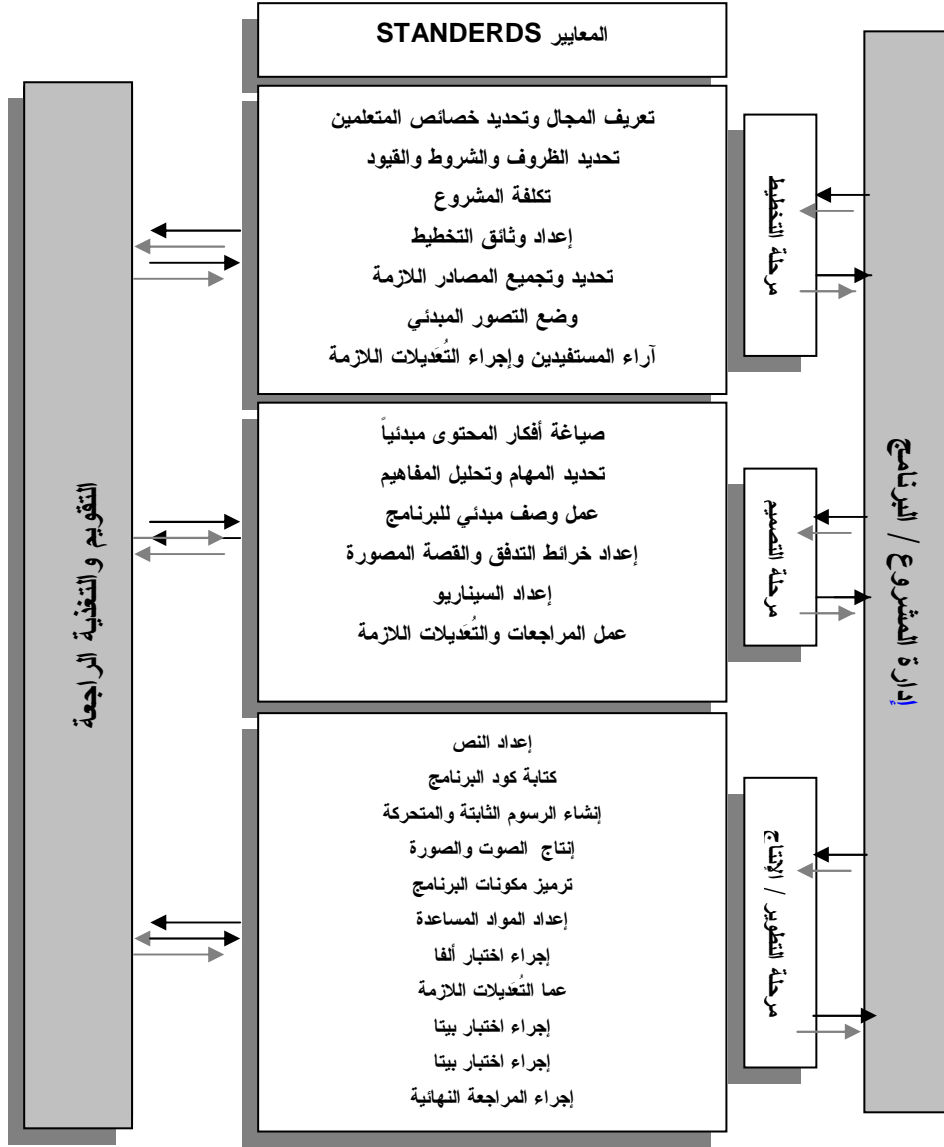 المعايير STANDERDS
إدارة المشروع / البرنامج
مرحلة التخطيط
تعريف المجال وتحديد خصائص المتعلمين
تحديد الظروف والشروط والقيود
تكلفة المشروع
إعداد وثائق التخطيط
تحديد وتجميع المصادر اللازمة
وضع التصور المبدئي
آراء المستفيدين وإجراء التُعَديلات اللازمة
مرحلة التصميم
صياغة أفكار المحتوى مبدئياً
تحديد المهام وتحليل المفاهيم
عمل وصف مبدئي للبرنامج
إعداد خرائط التدفق والقصة المصورة
إعداد السيناريو
عمل المراجعات والتُعَديلات اللازمة
مرحلة التطوير / الإنتاج
إعداد النص
كتابة كود البرنامج
إنشاء الرسوم الثابتة والمتحركة
إنتاج الصوت والصورة
ترميز مكونات البرنامج
إعداد المواد المساعدة
إجراء اختبار ألفا
عما التُعَديلات اللازمة
إجراء اختبار بيتا
إجراء اختبار بيتا
إجراء المراجعة النهائية
التقويم والتغذية الراجعة